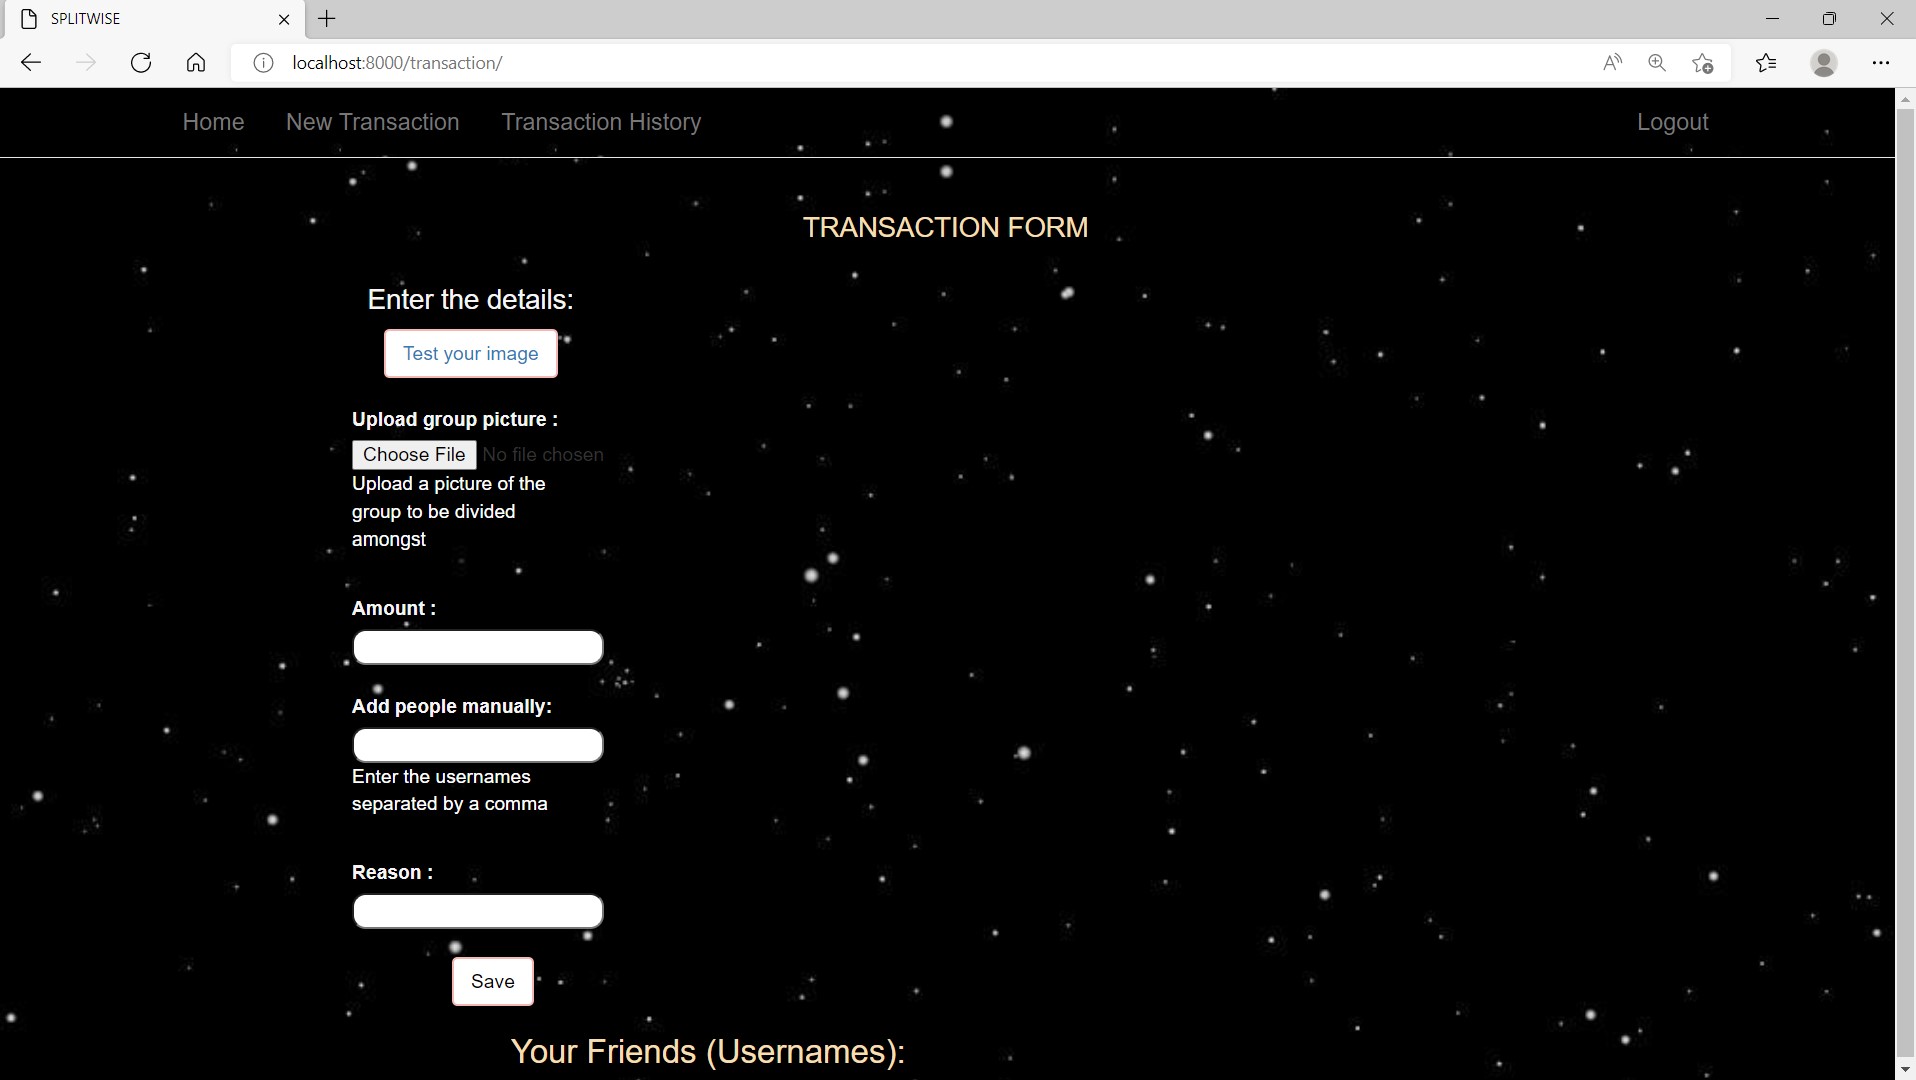 SPLITWISE
localhost:8000/transaction/
Home New Transaction Transaction History Logout
TRANSACTION FORM
Enter the details:
Test your image
Upload group picture :
Choose File No file chosen
Upload a picture of the
group to be divided
amongst
Amount :
Add people manually:
Enter the usernames
separated by a comma
Reason :
Save
Your Friends (Usernames):